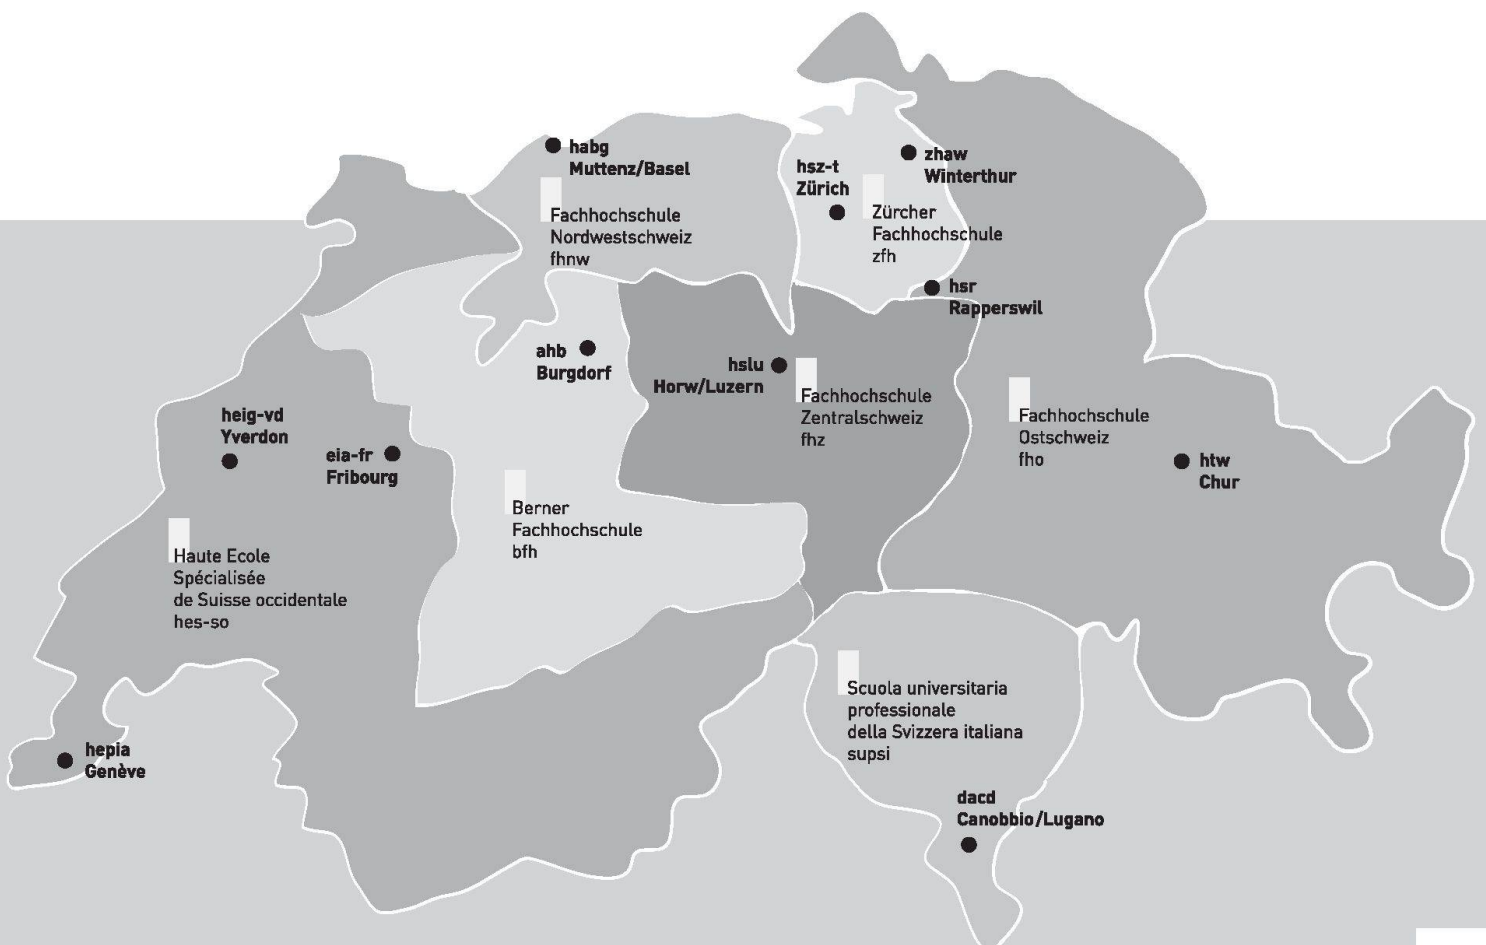 habg
Muttenz/Basel
Fachhochschule
Nordwestschweiz
fhnw
hsz-t
Zürich
zhaw
Winterthur
Zürcher
Fachhochschule
zfh
hsr
Rapperswil
ahb
Burgdorf
hslu
Horw/Luzern
Fachhochschule
Zentralschweiz
fhz
Fachhochschule
Ostschweiz
fho
htw
Chur
heig-vd
Yverdon
eia-fr
Fribourg
Berner
Fachhochschule
bfh
Haute Ecole
Spécialisée
de Suisse occidentale
hes-so
hepia
Genève
Scuola universitaria
professionale
della Svizzera italiana
supsi
dacd
Canobbio/Lugano